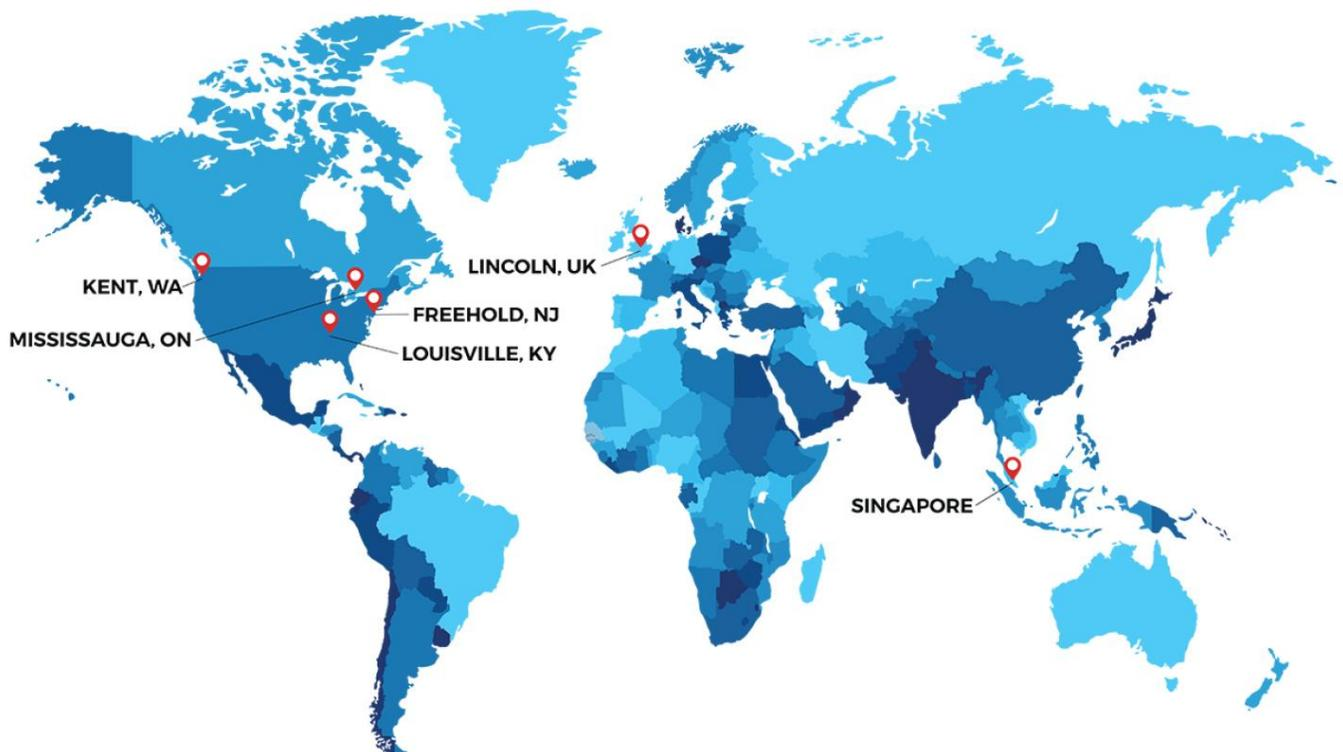 LINCOLN, UK
KENT, WA
FREEHOLD, NJ
MISSISSAUGA, ON
LOUISVILLE, KY
SINGAPORE